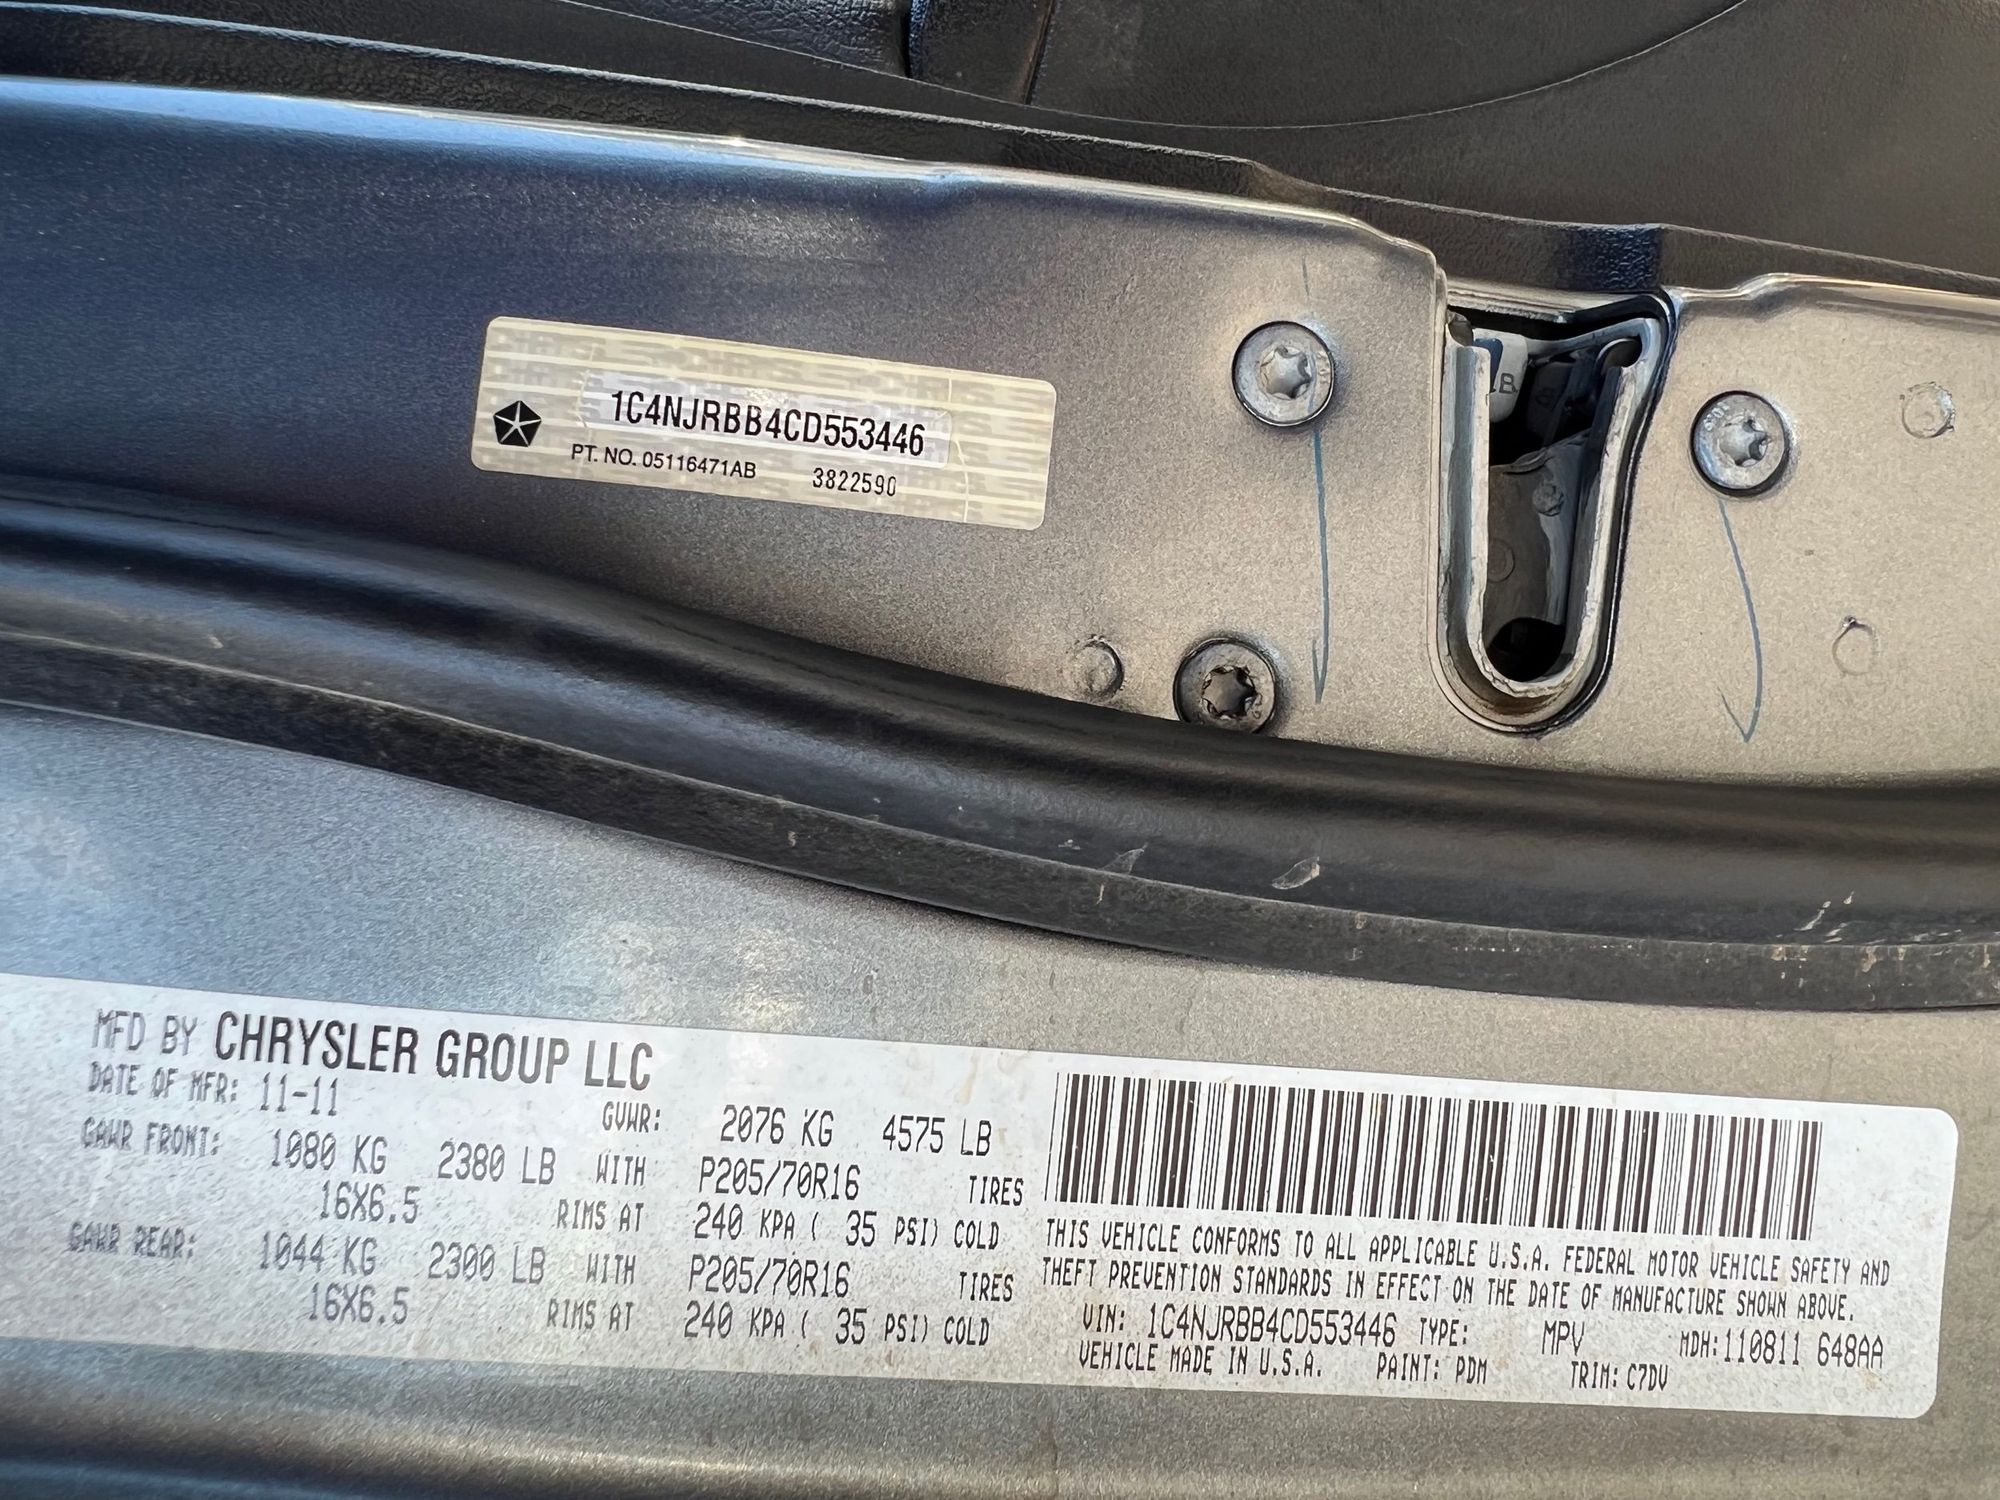 1C4NJRBB4CD553446
PT. NO. 05116471AB 3822590
MFD BY CHRYSLER GROUP LLC
DATE OF MFR: 11-11 GVWR: 2076 KG 4575 LB
GAWR FRONT: 1080 KG 2380 LB WITH P205/70R16 TIRES
16X6.5 RIMS AT 240 KPA ( 35 PSI) COLD
GAWR REAR: 1044 KG 2300 LB WITH P205/70R16 TIRES
16X6.5 RIMS AT 240 KPA ( 35 PSI) COLD
THIS VEHICLE CONFORMS TO ALL APPLICABLE U.S.A. FEDERAL MOTOR VEHICLE SAFETY AND
THEFT PREVENTION STANDARDS IN EFFECT ON THE DATE OF MANUFACTURE SHOWN ABOVE.
VIN: 1C4NJRBB4CD553446 TYPE: MPV MDH: 110811 648AA
VEHICLE MADE IN U.S.A. PAINT: PDM TRIM: C7DV